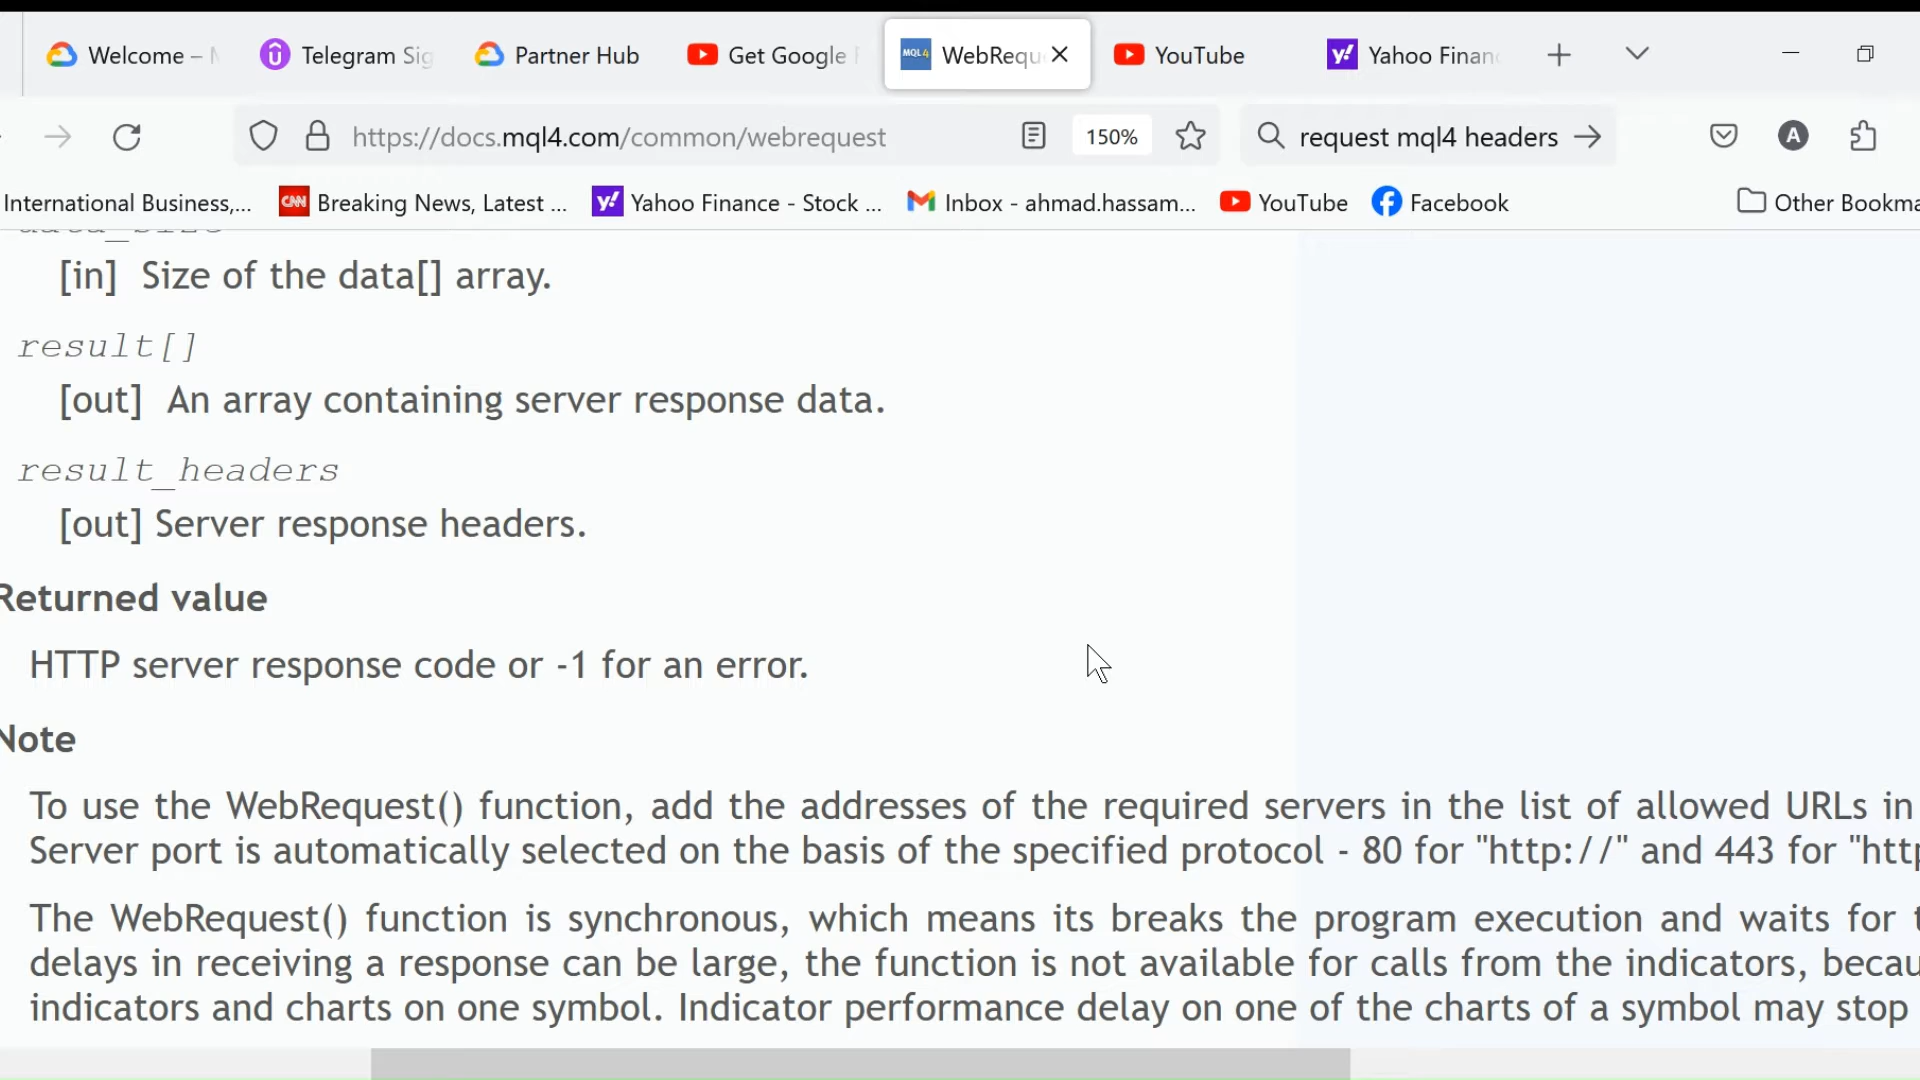 Welcome –
Telegram Sig
Partner Hub
Get Google
MQL4 WebRequ
YouTube
y! Yahoo Finan
https://docs.mql4.com/common/webrequest
150%
request mql4 headers
A
International Business,...
CNN Breaking News, Latest ...
y! Yahoo Finance - Stock ...
Inbox - ahmad.hassam...
YouTube
Facebook
Other Bookma
data_size
[in] Size of the data[] array.
result[]
[out] An array containing server response data.
result_headers
[out] Server response headers.
Returned value
HTTP server response code or -1 for an error.
Note
To use the WebRequest() function, add the addresses of the required servers in the list of allowed URLs in
Server port is automatically selected on the basis of the specified protocol - 80 for "http://" and 443 for "http
The WebRequest() function is synchronous, which means its breaks the program execution and waits for t
delays in receiving a response can be large, the function is not available for calls from the indicators, becau
indicators and charts on one symbol. Indicator performance delay on one of the charts of a symbol may stop